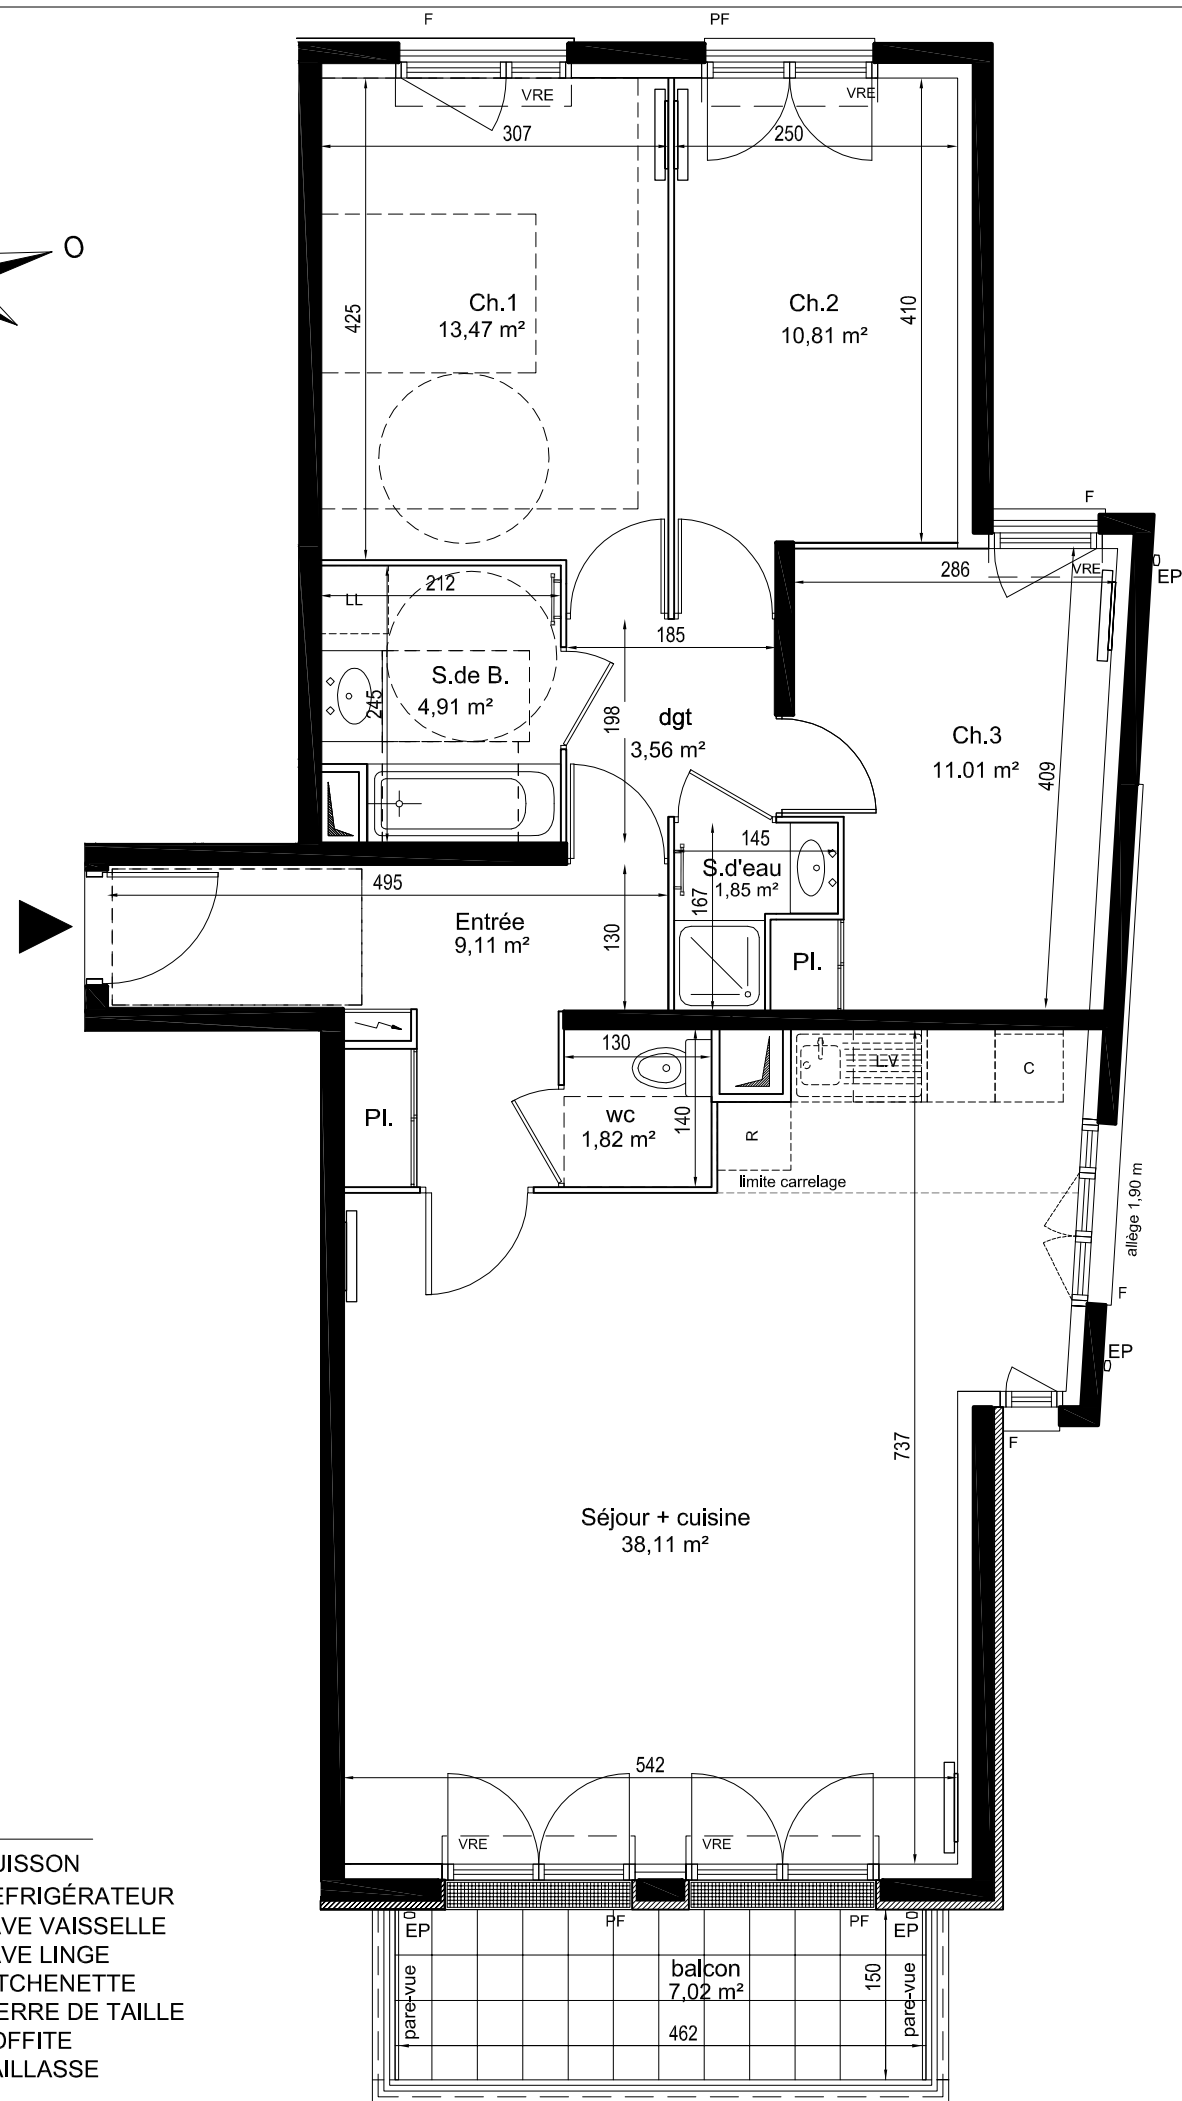 F
PF
VRE
VRE
307
250
O
425
410
Ch.1
13,47 m²
Ch.2
10,81 m²
F
EP
286
VRE
LL
212
185
S.de B.
4,91 m²
245
198
dgt
3,56 m²
Ch.3
11.01 m²
409
145
S.d'eau
1,85 m²
167
495
Entrée
9,11 m²
130
Pl.
130
LV
C
Pl.
wc
1,82 m²
140
R
limite carrelage
allège 1,90 m
F
EP
F
737
Séjour + cuisine
38,11 m²
542
VRE
VRE
UISSON
EFRIGÉRATEUR
AVE VAISSELLE
AVE LINGE
TCHENETTE
ERRE DE TAILLE
OFFITE
AILLASSE
EP
PF
PF
EP
pare-vue
balcon
7,02 m²
150
pare-vue
462